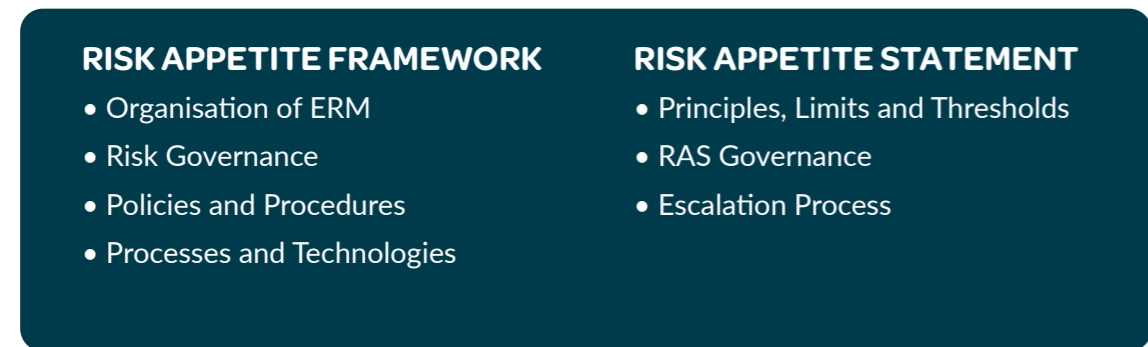 RISK APPETITE FRAMEWORK
• Organisation of ERM
• Risk Governance
• Policies and Procedures
• Processes and Technologies
RISK APPETITE STATEMENT
• Principles, Limits and Thresholds
• RAS Governance
• Escalation Process